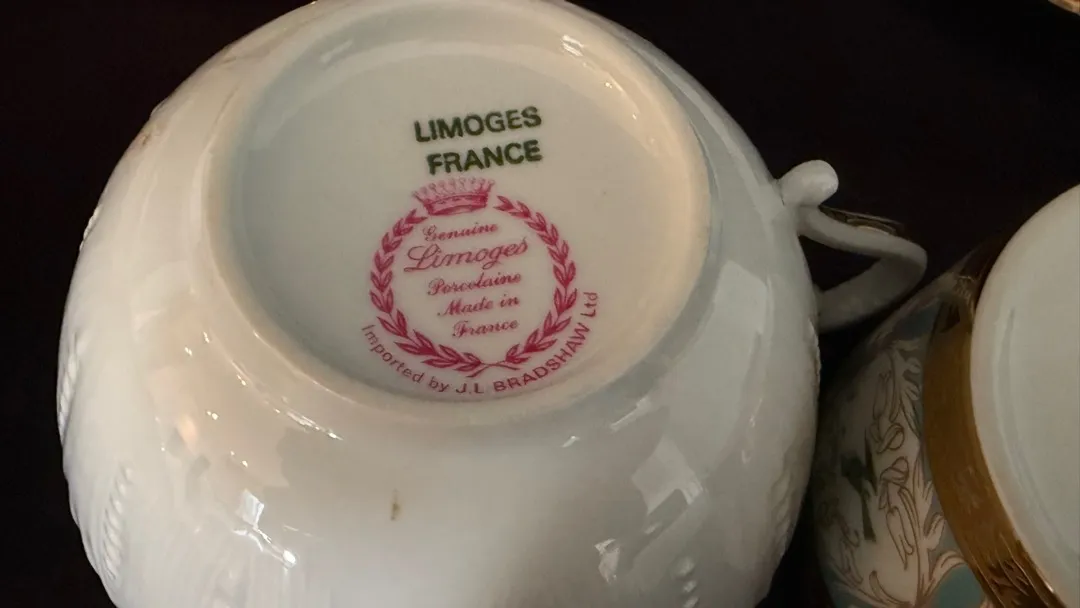 LIMOGES
FRANCE
Genuine
Limoges
Porcelaine
Made in
France
Imported by J.L BRADSHAW Ltd